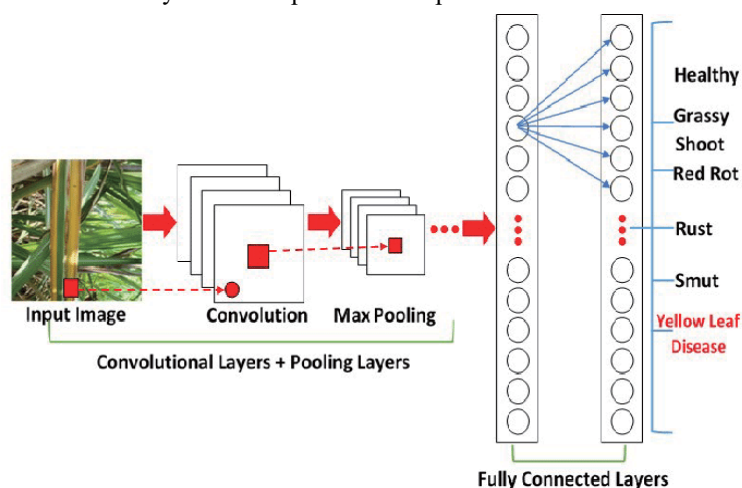 Healthy
Grassy
Shoot
Red Rot
Rust
Smut
Yellow Leaf
Disease
Input Image
Convolution
Max Pooling
Convolutional Layers + Pooling Layers
Fully Connected Layers